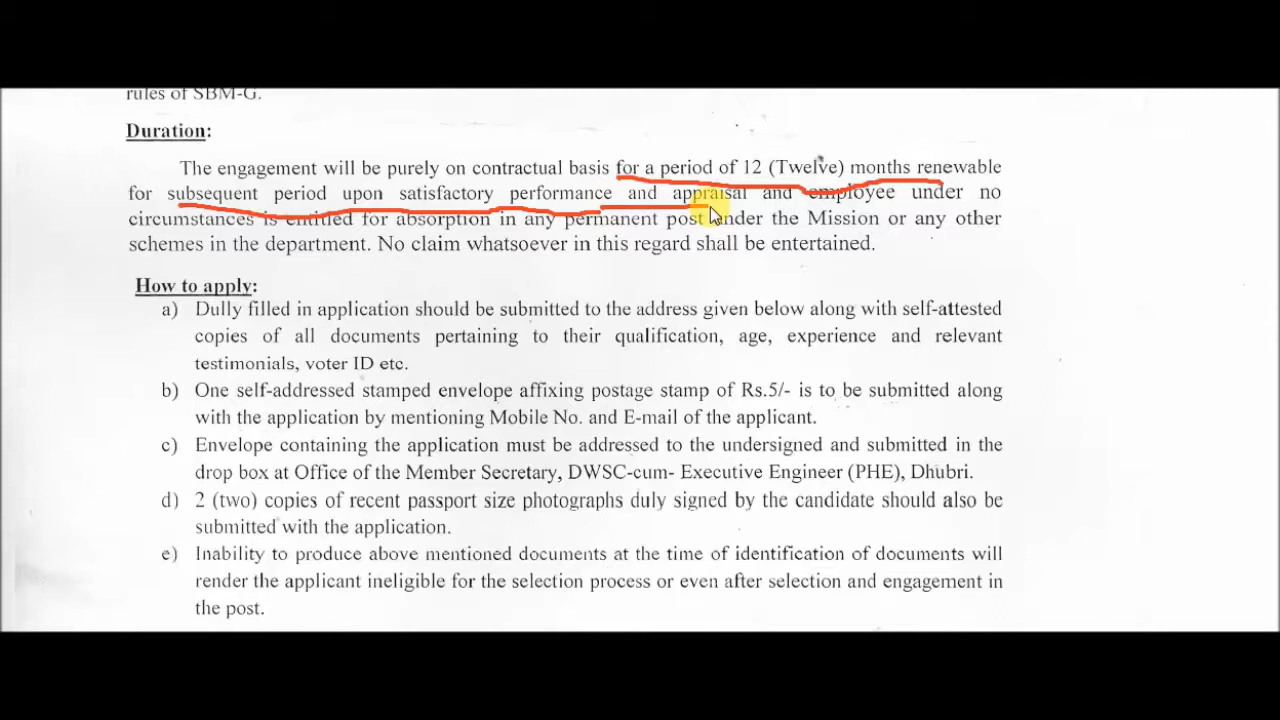 rules of SBM-G.
Duration:
The engagement will be purely on contractual basis for a period of 12 (Twelve) months renewable
for subsequent period upon satisfactory performance and appraisal and employee under no
circumstances is entitled for absorption in any permanent post under the Mission or any other
schemes in the department. No claim whatsoever in this regard shall be entertained.
How to apply:
a) Dully filled in application should be submitted to the address given below along with self-attested
copies of all documents pertaining to their qualification, age, experience and relevant
testimonials, voter ID etc.
b) One self-addressed stamped envelope affixing postage stamp of Rs.5/- is to be submitted along
with the application by mentioning Mobile No. and E-mail of the applicant.
c) Envelope containing the application must be addressed to the undersigned and submitted in the
drop box at Office of the Member Secretary, DWSC-cum- Executive Engineer (PHE), Dhubri.
d) 2 (two) copies of recent passport size photographs duly signed by the candidate should also be
submitted with the application.
e) Inability to produce above mentioned documents at the time of identification of documents will
render the applicant ineligible for the selection process or even after selection and engagement in
the post.